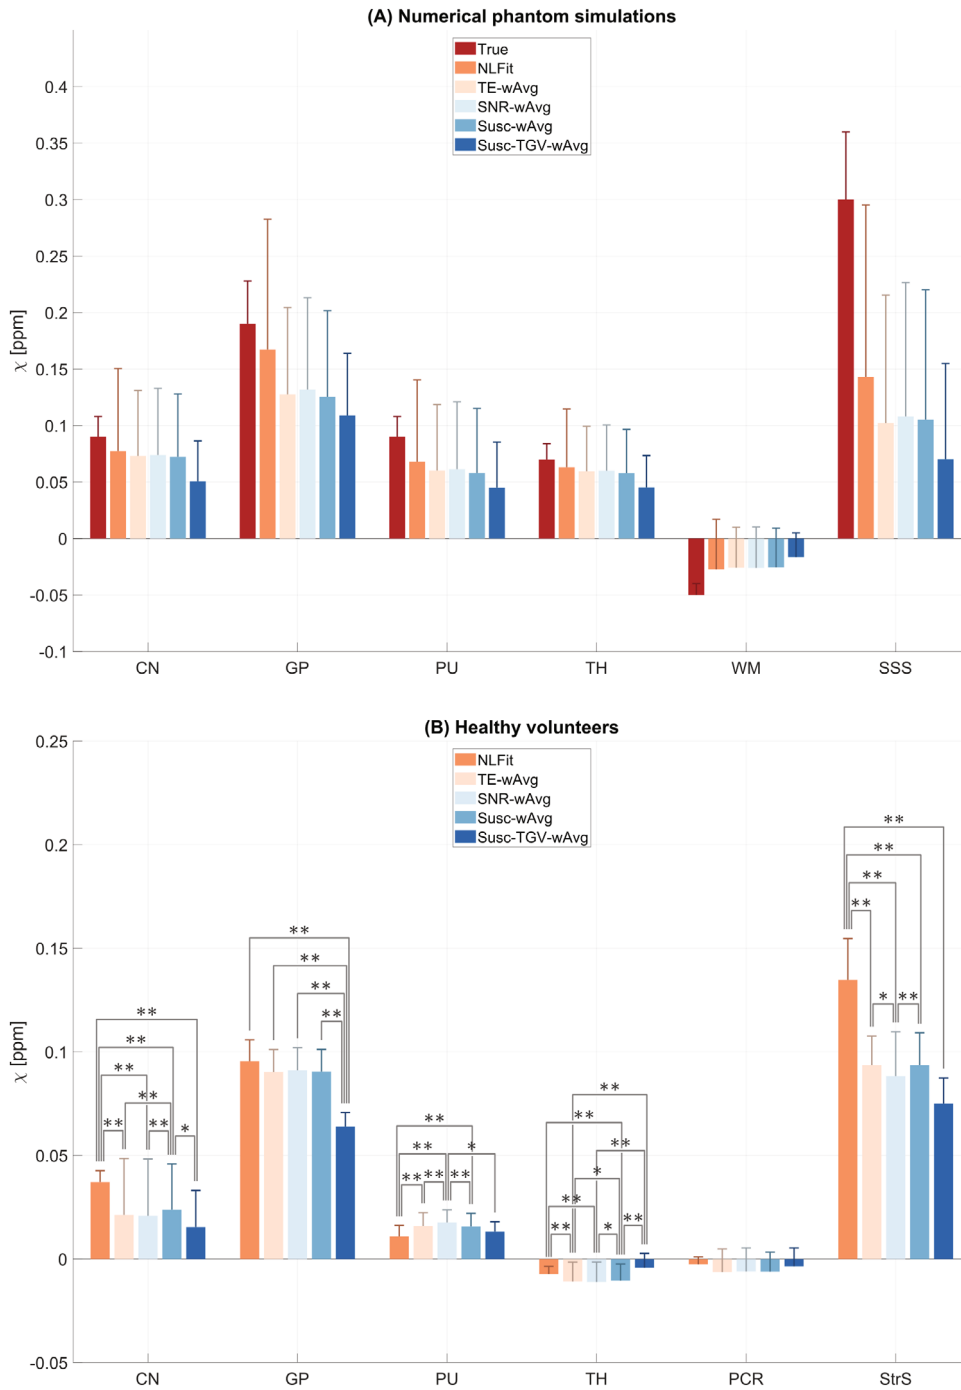 (A) Numerical phantom simulations
True
NLFit
TE-wAvg
SNR-wAvg
Susc-wAvg
Susc-TGV-wAvg
0.4
0.35
0.3
0.25
0.2
0.15
0.1
0.05
0
-0.05
-0.1
χ [ppm]
CN GP PU TH WM SSS
(B) Healthy volunteers
NLFit
TE-wAvg
SNR-wAvg
Susc-wAvg
Susc-TGV-wAvg
0.25
0.2
0.15
0.1
0.05
0
-0.05
χ [ppm]
** ** ** ** ** ** *
** ** ** **
** ** * ** ** **
** ** ** * ** ** * **
** ** ** ** * **
CN GP PU TH PCR StrS